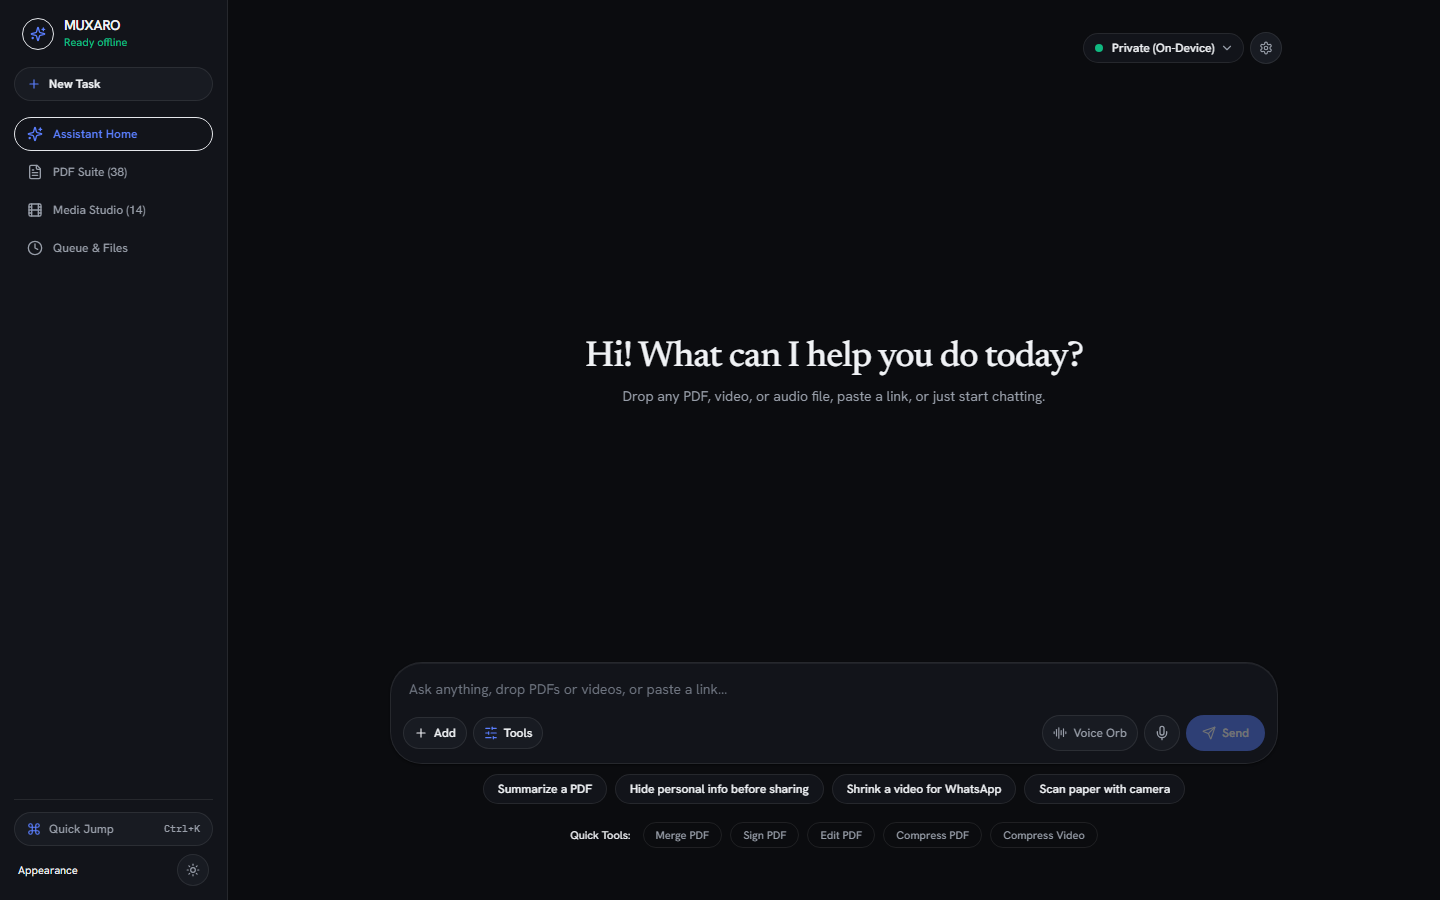 MUXARO
Ready offline
New Task
Assistant Home
PDF Suite (38)
Media Studio (14)
Queue & Files
Quick Jump Ctrl+K
Appearance
Private (On-Device)
Hi! What can I help you do today?
Drop any PDF, video, or audio file, paste a link, or just start chatting.
Ask anything, drop PDFs or videos, or paste a link...
Add Tools Voice Orb Send
Summarize a PDF Hide personal info before sharing Shrink a video for WhatsApp Scan paper with camera
Quick Tools: Merge PDF Sign PDF Edit PDF Compress PDF Compress Video